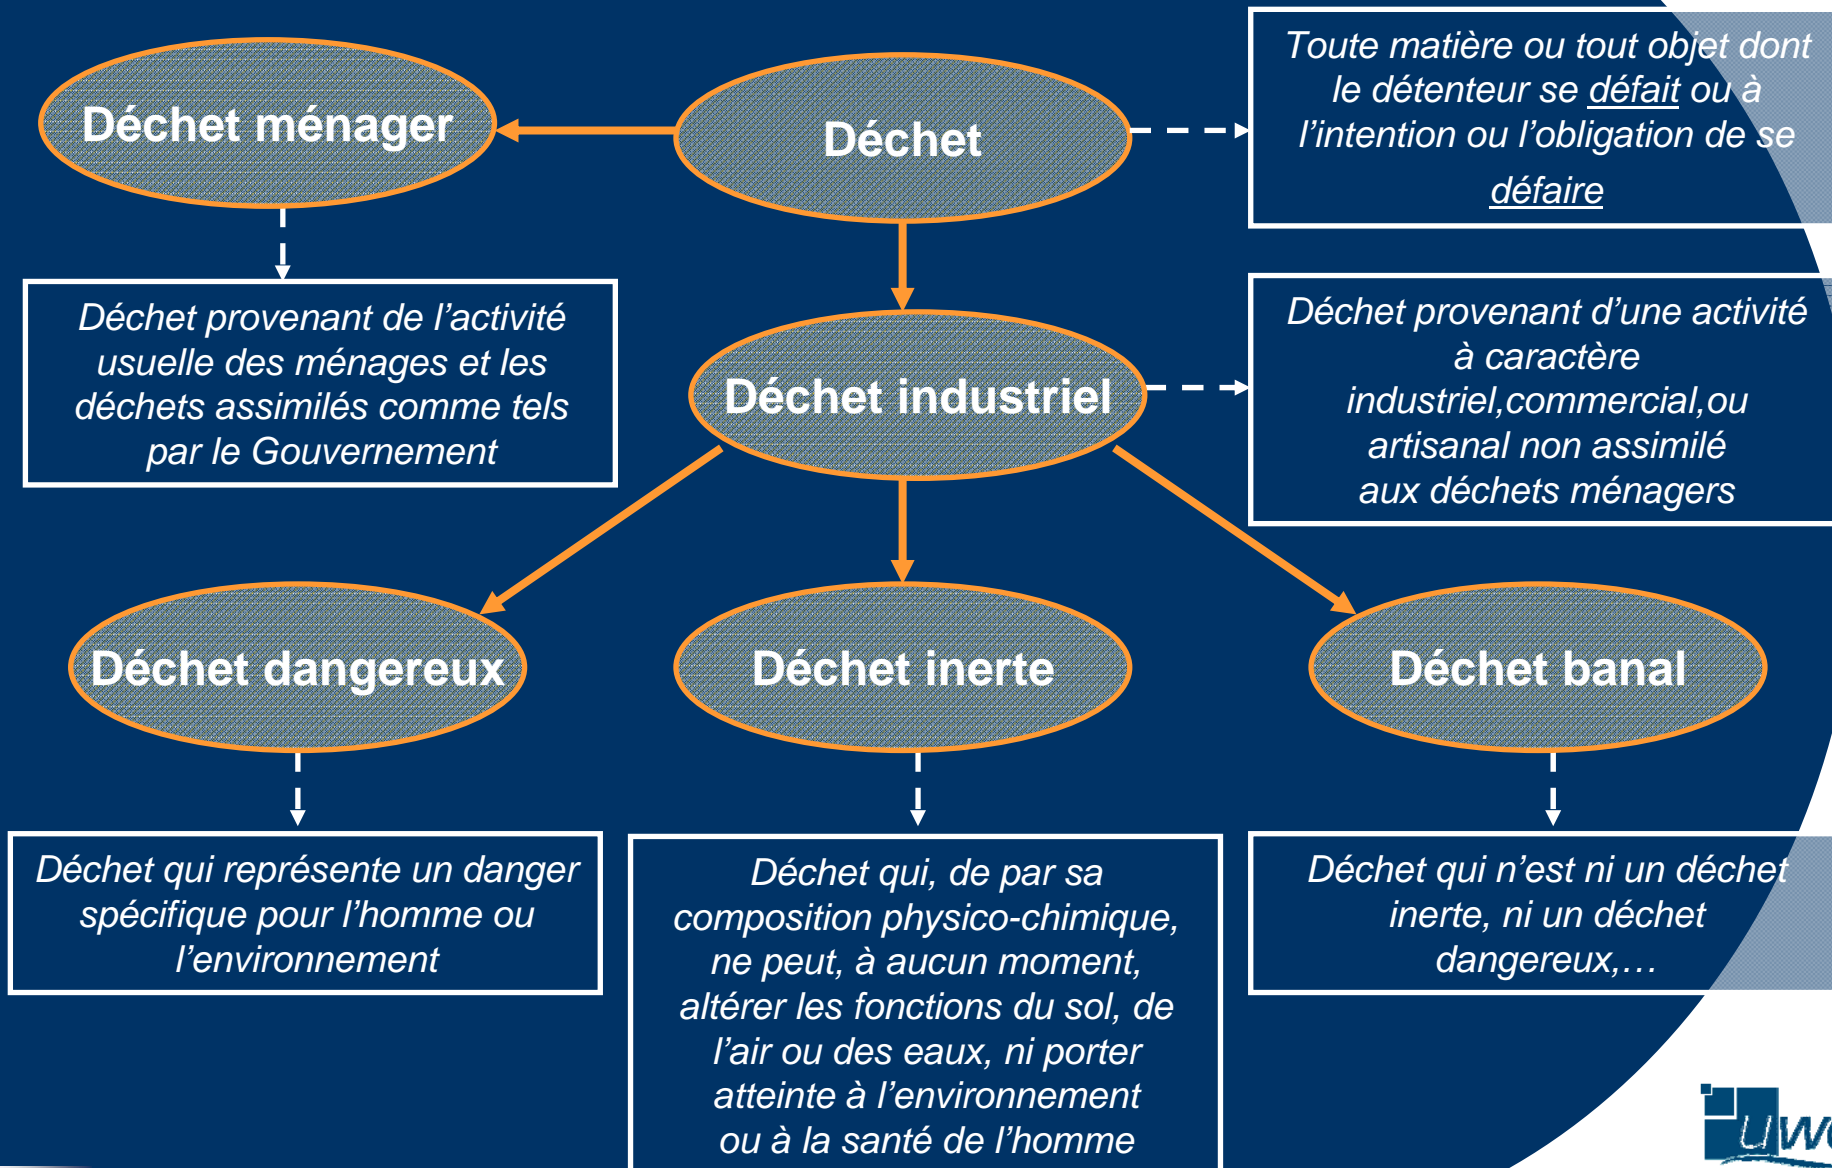 Déchet ménager
Déchet
Toute matière ou tout objet dont
le détenteur se défait ou à
l’intention ou l’obligation de se
défaire
Déchet provenant de l’activité
usuelle des ménages et les
déchets assimilés comme tels
par le Gouvernement
Déchet industriel
Déchet provenant d’une activité
à caractère
industriel,commercial,ou
artisanal non assimilé
aux déchets ménagers
Déchet dangereux
Déchet inerte
Déchet banal
Déchet qui représente un danger
spécifique pour l’homme ou
l’environnement
Déchet qui, de par sa
composition physico-chimique,
ne peut, à aucun moment,
altérer les fonctions du sol, de
l’air ou des eaux, ni porter
atteinte à l’environnement
ou à la santé de l’homme
Déchet qui n’est ni un déchet
inerte, ni un déchet
dangereux,…